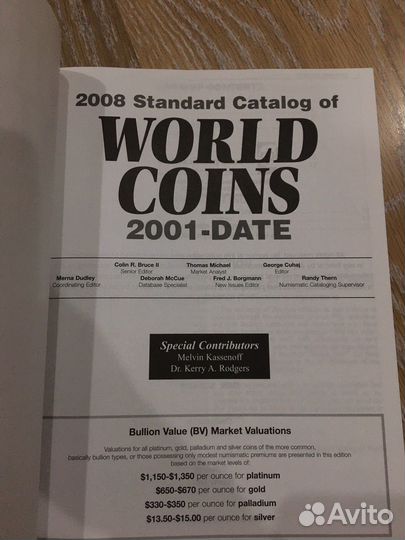 2008 Standard Catalog of
WORLD
COINS
2001-DATE
Colin R. Bruce II Thomas Michael George Cuhaj
Senior Editor Market Analyst Editor
Merna Dudley Deborah McCue Fred J. Borgmann Randy Thern
Coordinating Editor Database Specialist New Issues Editor Numismatic Cataloging Supervisor
Special Contributors
Melvin Kassenoff
Dr. Kerry A. Rodgers
Bullion Value (BV) Market Valuations
Valuations for all platinum, gold, palladium and silver coins of the more common,
basically bullion types, or those possessing only modest numismatic premiums are presented in this edition
based on the market levels of:
$1,150-$1,350 per ounce for platinum
$650-$670 per ounce for gold
$330-$350 per ounce for palladium
$13.50-$15.00 per ounce for silver
Avito